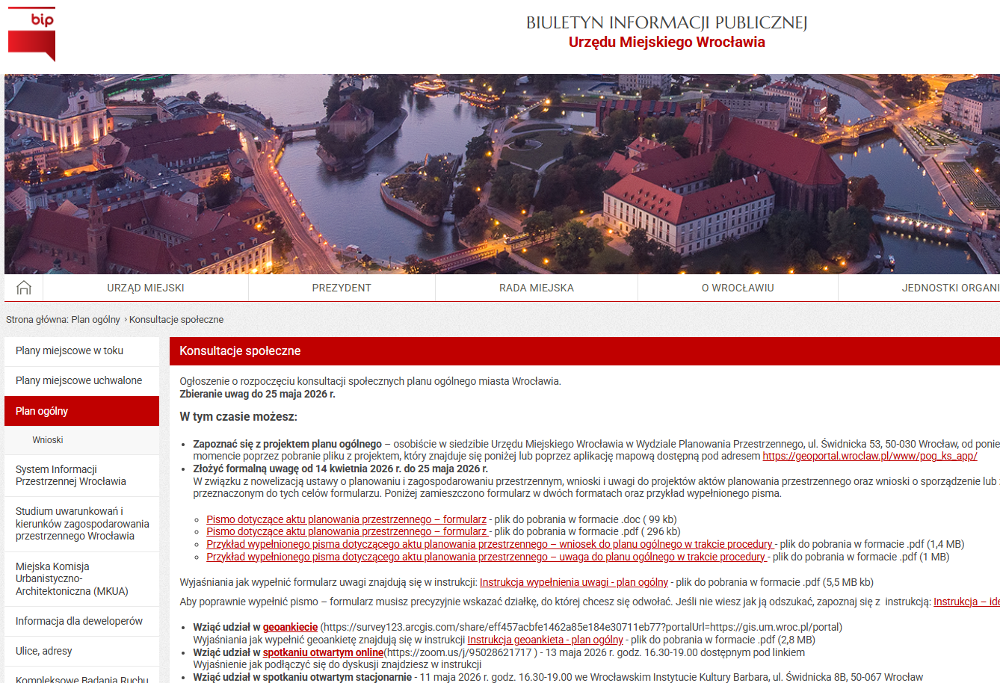 bip
BIULETYN INFORMACJI PUBLICZNEJ
Urzędu Miejskiego Wrocławia
URZĄD MIEJSKI
PREZYDENT
RADA MIEJSKA
O WROCŁAWIU
JEDNOSTKI ORGANI
Strona główna: Plan ogólny › Konsultacje społeczne
Plany miejscowe w toku
Plany miejscowe uchwalone
Plan ogólny
Wnioski
System Informacji
Przestrzennej Wrocławia
Studium uwarunkowań i
kierunków zagospodarowania
przestrzennego Wrocławia
Miejska Komisja
Urbanistyczno-
Architektoniczna (MKUA)
Informacja dla deweloperów
Ulice, adresy
Kompleksowe Badania Ruchu
Konsultacje społeczne
Ogłoszenie o rozpoczęciu konsultacji społecznych planu ogólnego miasta Wrocławia.
Zbieranie uwag do 25 maja 2026 r.
W tym czasie możesz:
• Zapoznać się z projektem planu ogólnego – osobiście w siedzibie Urzędu Miejskiego Wrocławia w Wydziale Planowania Przestrzennego, ul. Świdnicka 53, 50-030 Wrocław, od ponie
momencie poprzez pobranie pliku z projektem, który znajduje się poniżej lub poprzez aplikację mapową dostępną pod adresem https://geoportal.wroclaw.pl/www/pog_ks_app/
• Złożyć formalną uwagę od 14 kwietnia 2026 r. do 25 maja 2026 r.
W związku z nowelizacją ustawy o planowaniu i zagospodarowaniu przestrzennym, wnioski i uwagi do projektów aktów planowania przestrzennego oraz wnioski o sporządzenie lub
przeznaczonym do tych celów formularzu. Poniżej zamieszczono formularz w dwóch formatach oraz przykład wypełnionego pisma.
◦ Pismo dotyczące aktu planowania przestrzennego – formularz - plik do pobrania w formacie .doc ( 99 kb)
◦ Pismo dotyczące aktu planowania przestrzennego – formularz - plik do pobrania w formacie .pdf ( 296 kb)
◦ Przykład wypełnionego pisma dotyczącego aktu planowania przestrzennego – wniosek do planu ogólnego w trakcie procedury - plik do pobrania w formacie .pdf (1,4 MB)
◦ Przykład wypełnionego pisma dotyczącego aktu planowania przestrzennego – uwaga do planu ogólnego w trakcie procedury - plik do pobrania w formacie .pdf (1 MB)
Wyjaśniania jak wypełnić formularz uwagi znajdują się w instrukcji: Instrukcja wypełnienia uwagi - plan ogólny - plik do pobrania w formacie .pdf (5,5 MB kb)
Aby poprawnie wypełnić pismo – formularz musisz precyzyjnie wskazać działkę, do której chcesz się odwołać. Jeśli nie wiesz jak ją odszukać, zapoznaj się z instrukcją: Instrukcja – ide
• Wziąć udział w geoankiecie (https://survey123.arcgis.com/share/eff457acbfe1462a85e184e30711eb77?portalUrl=https://gis.um.wroc.pl/portal)
Wyjaśniania jak wypełnić geoankietę znajdują się w instrukcji Instrukcja geoankieta - plan ogólny - plik do pobrania w formacie .pdf (2,8 MB)
• Wziąć udział w spotkaniu otwartym online(https://zoom.us/j/95028621717 ) - 13 maja 2026 r. godz. 16.30-19.00 dostępnym pod linkiem
Wyjaśnienie jak podłączyć się do dyskusji znajdziesz w instrukcji
• Wziąć udział w spotkaniu otwartym stacjonarnie - 11 maja 2026 r. godz. 16.30-19.00 we Wrocławskim Instytucie Kultury Barbara, ul. Świdnicka 8B, 50-067 Wrocław